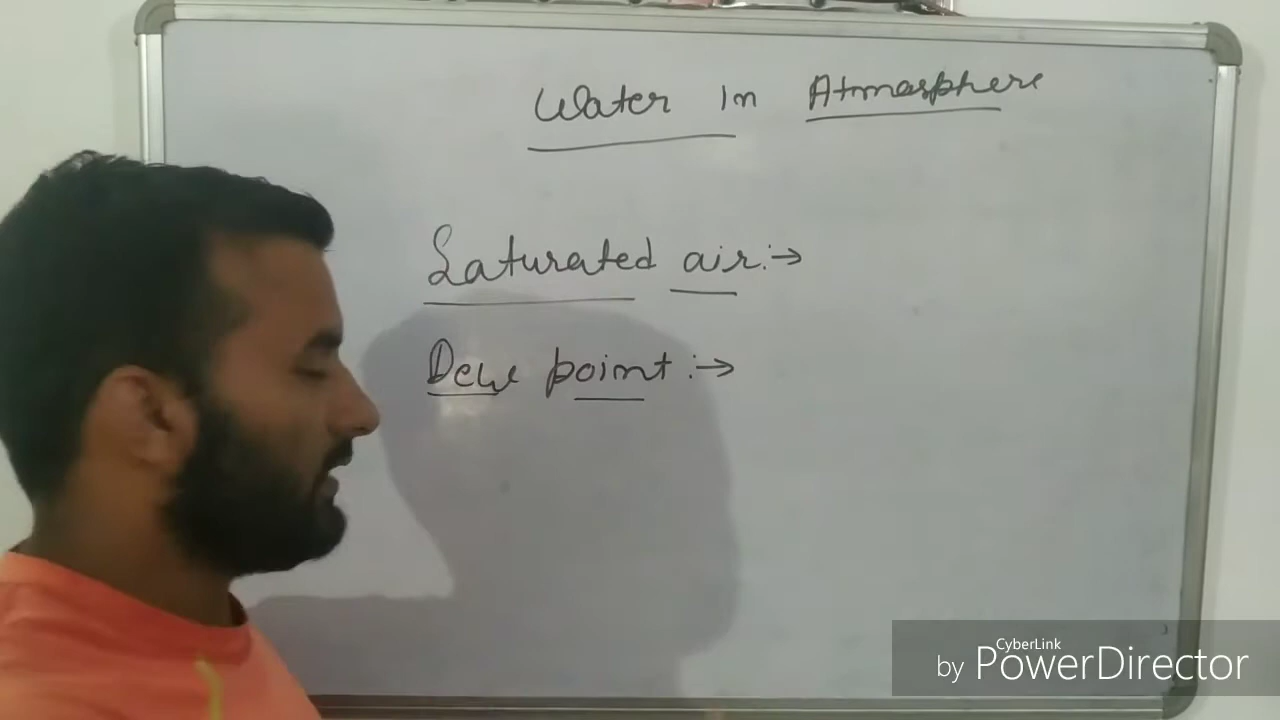 Water In Atmosphere
Saturated air:→
Dew point :→
CyberLink
by PowerDirector